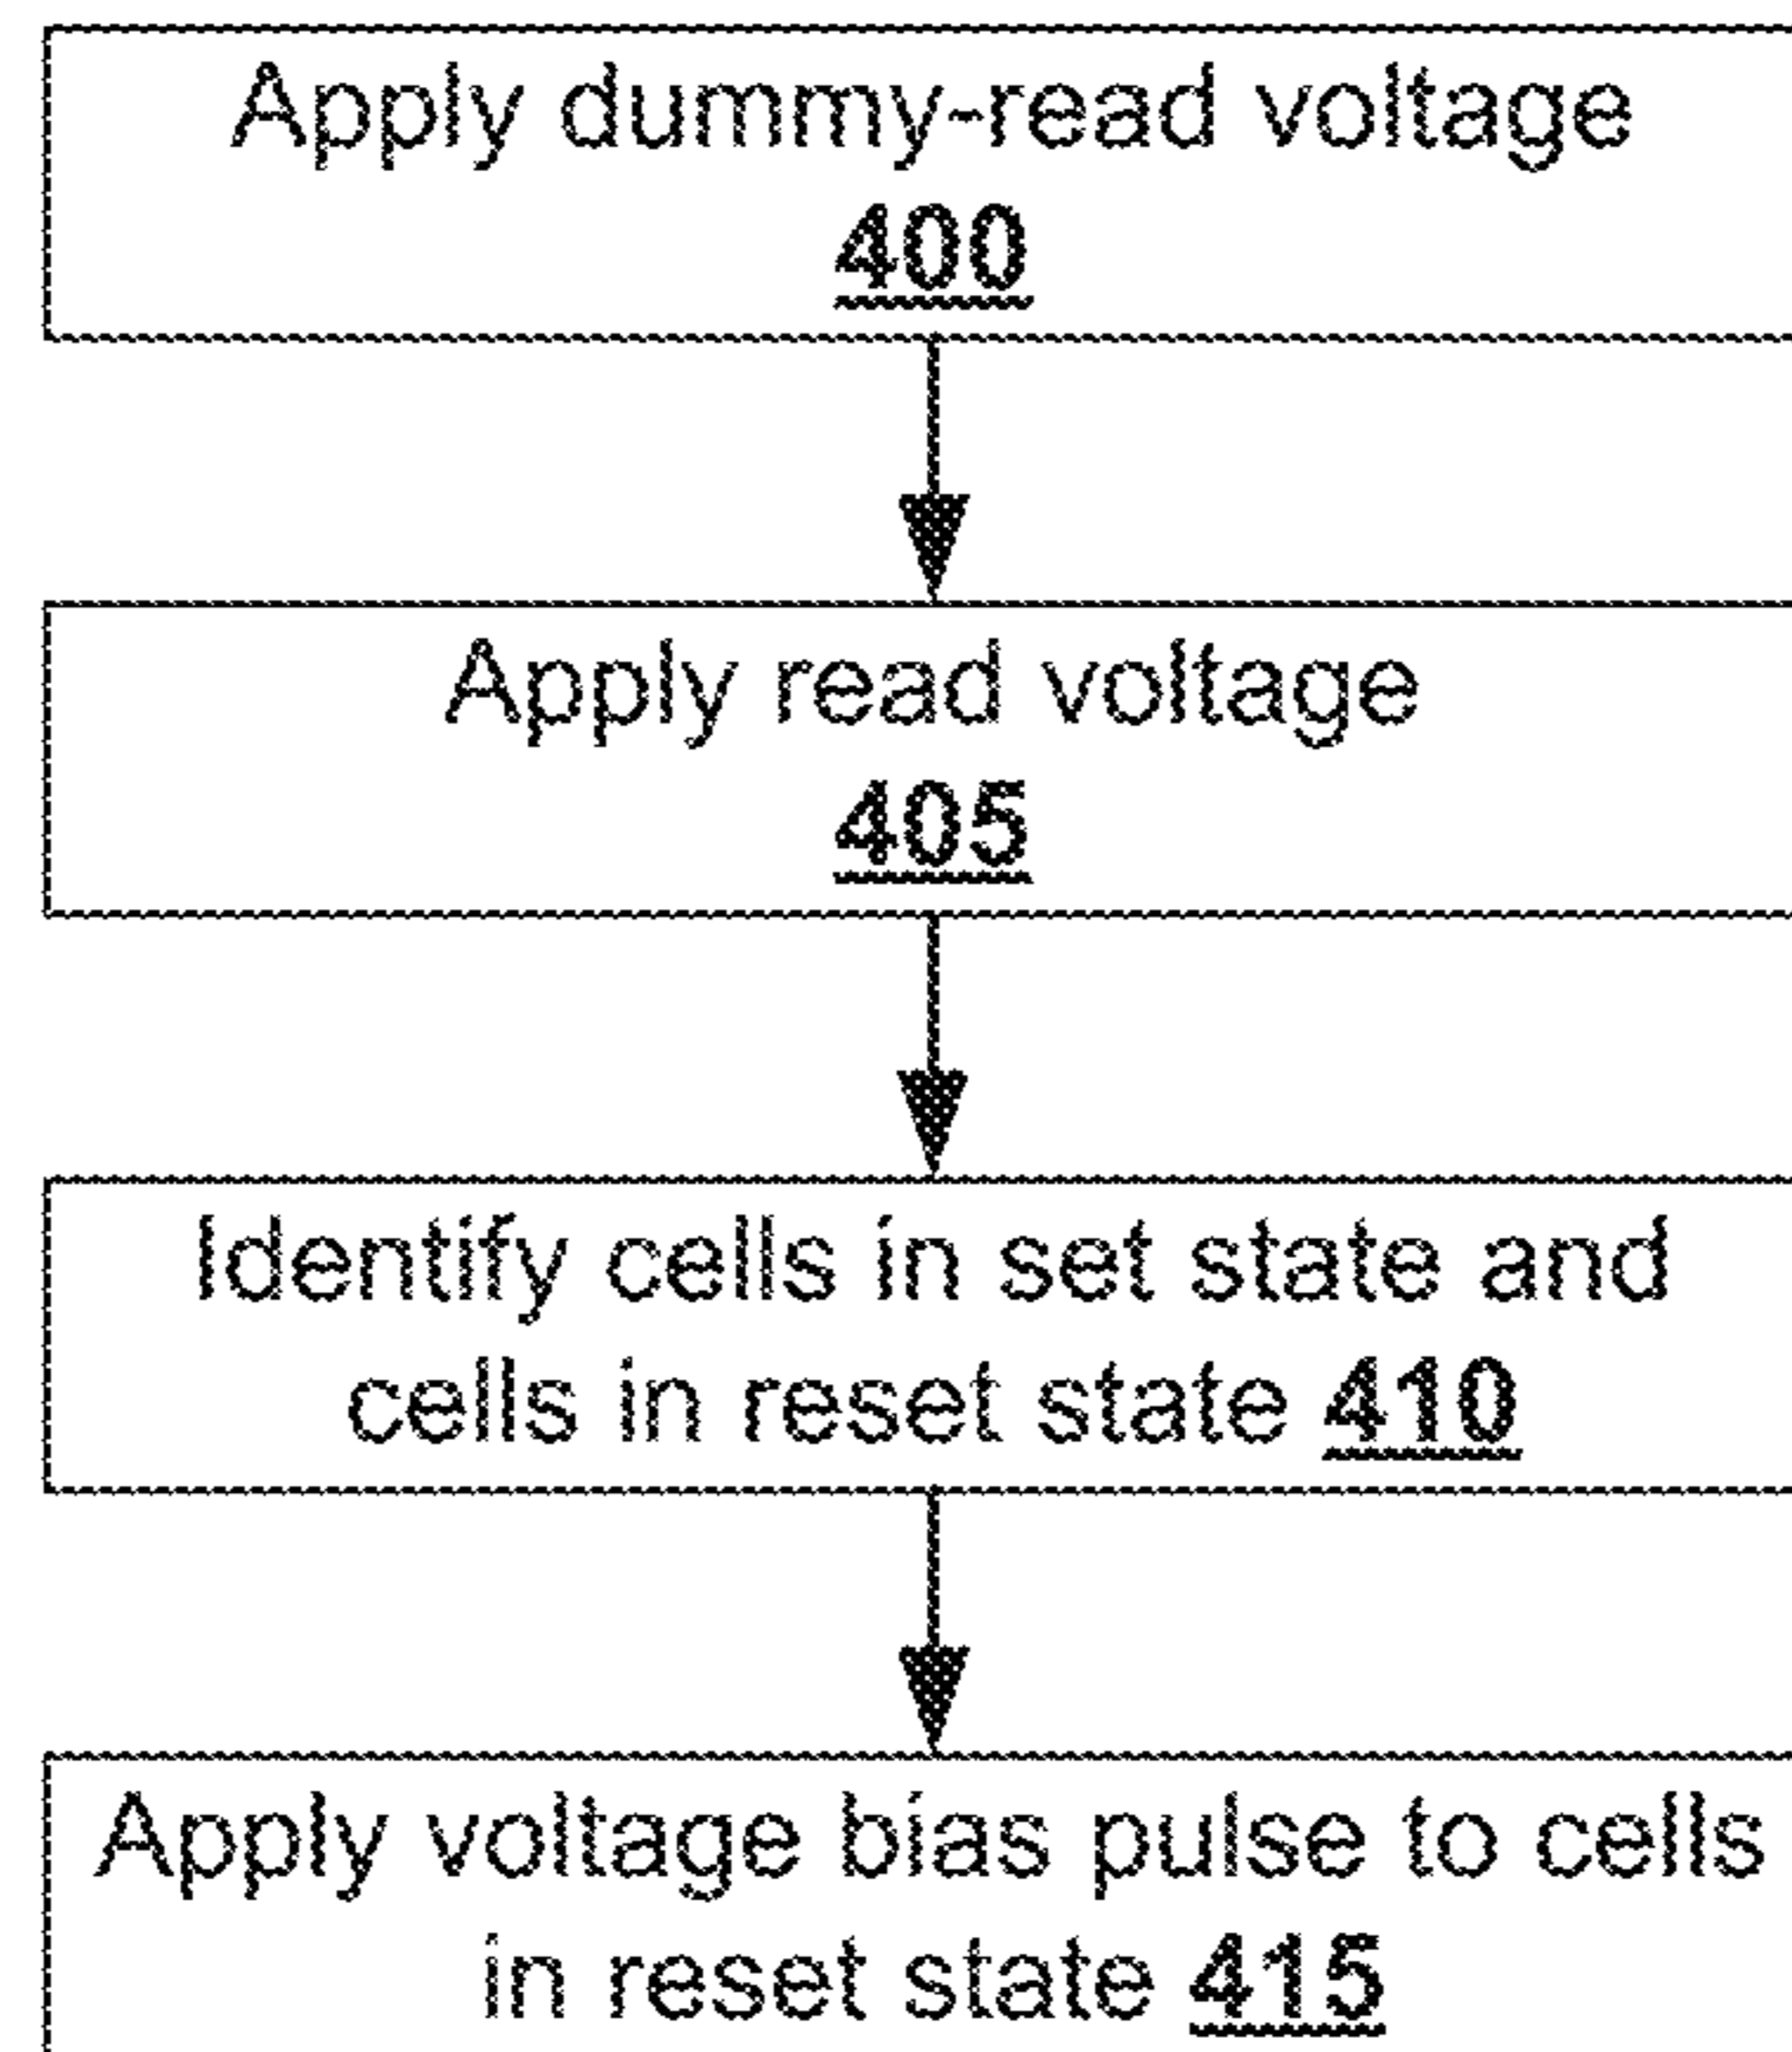 Apply dummy-read voltage
400
Apply read voltage
405
Identify cells in set state and
cells in reset state 410
Apply voltage bias pulse to cells
in reset state 415